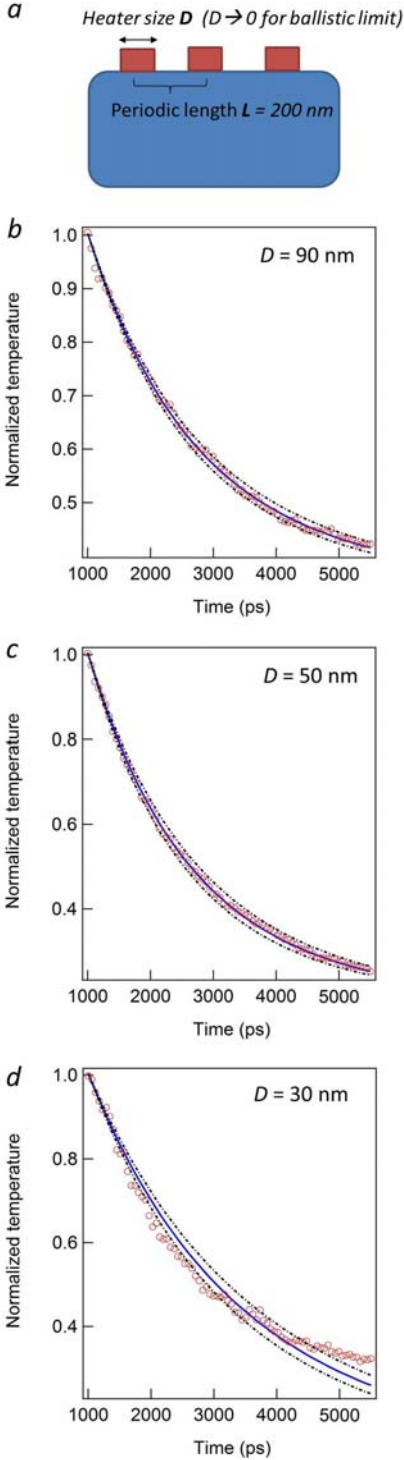 a
Heater size D (D→0 for ballistic limit)
Periodic length L = 200 nm
b
D = 90 nm
1.0
0.9
0.8
0.7
0.6
0.5
Normalized temperature
1000 2000 3000 4000 5000
Time (ps)
c
D = 50 nm
1.0
0.8
0.6
0.4
Normalized temperature
1000 2000 3000 4000 5000
Time (ps)
d
D = 30 nm
1.0
0.8
0.6
0.4
Normalized temperature
1000 2000 3000 4000 5000
Time (ps)